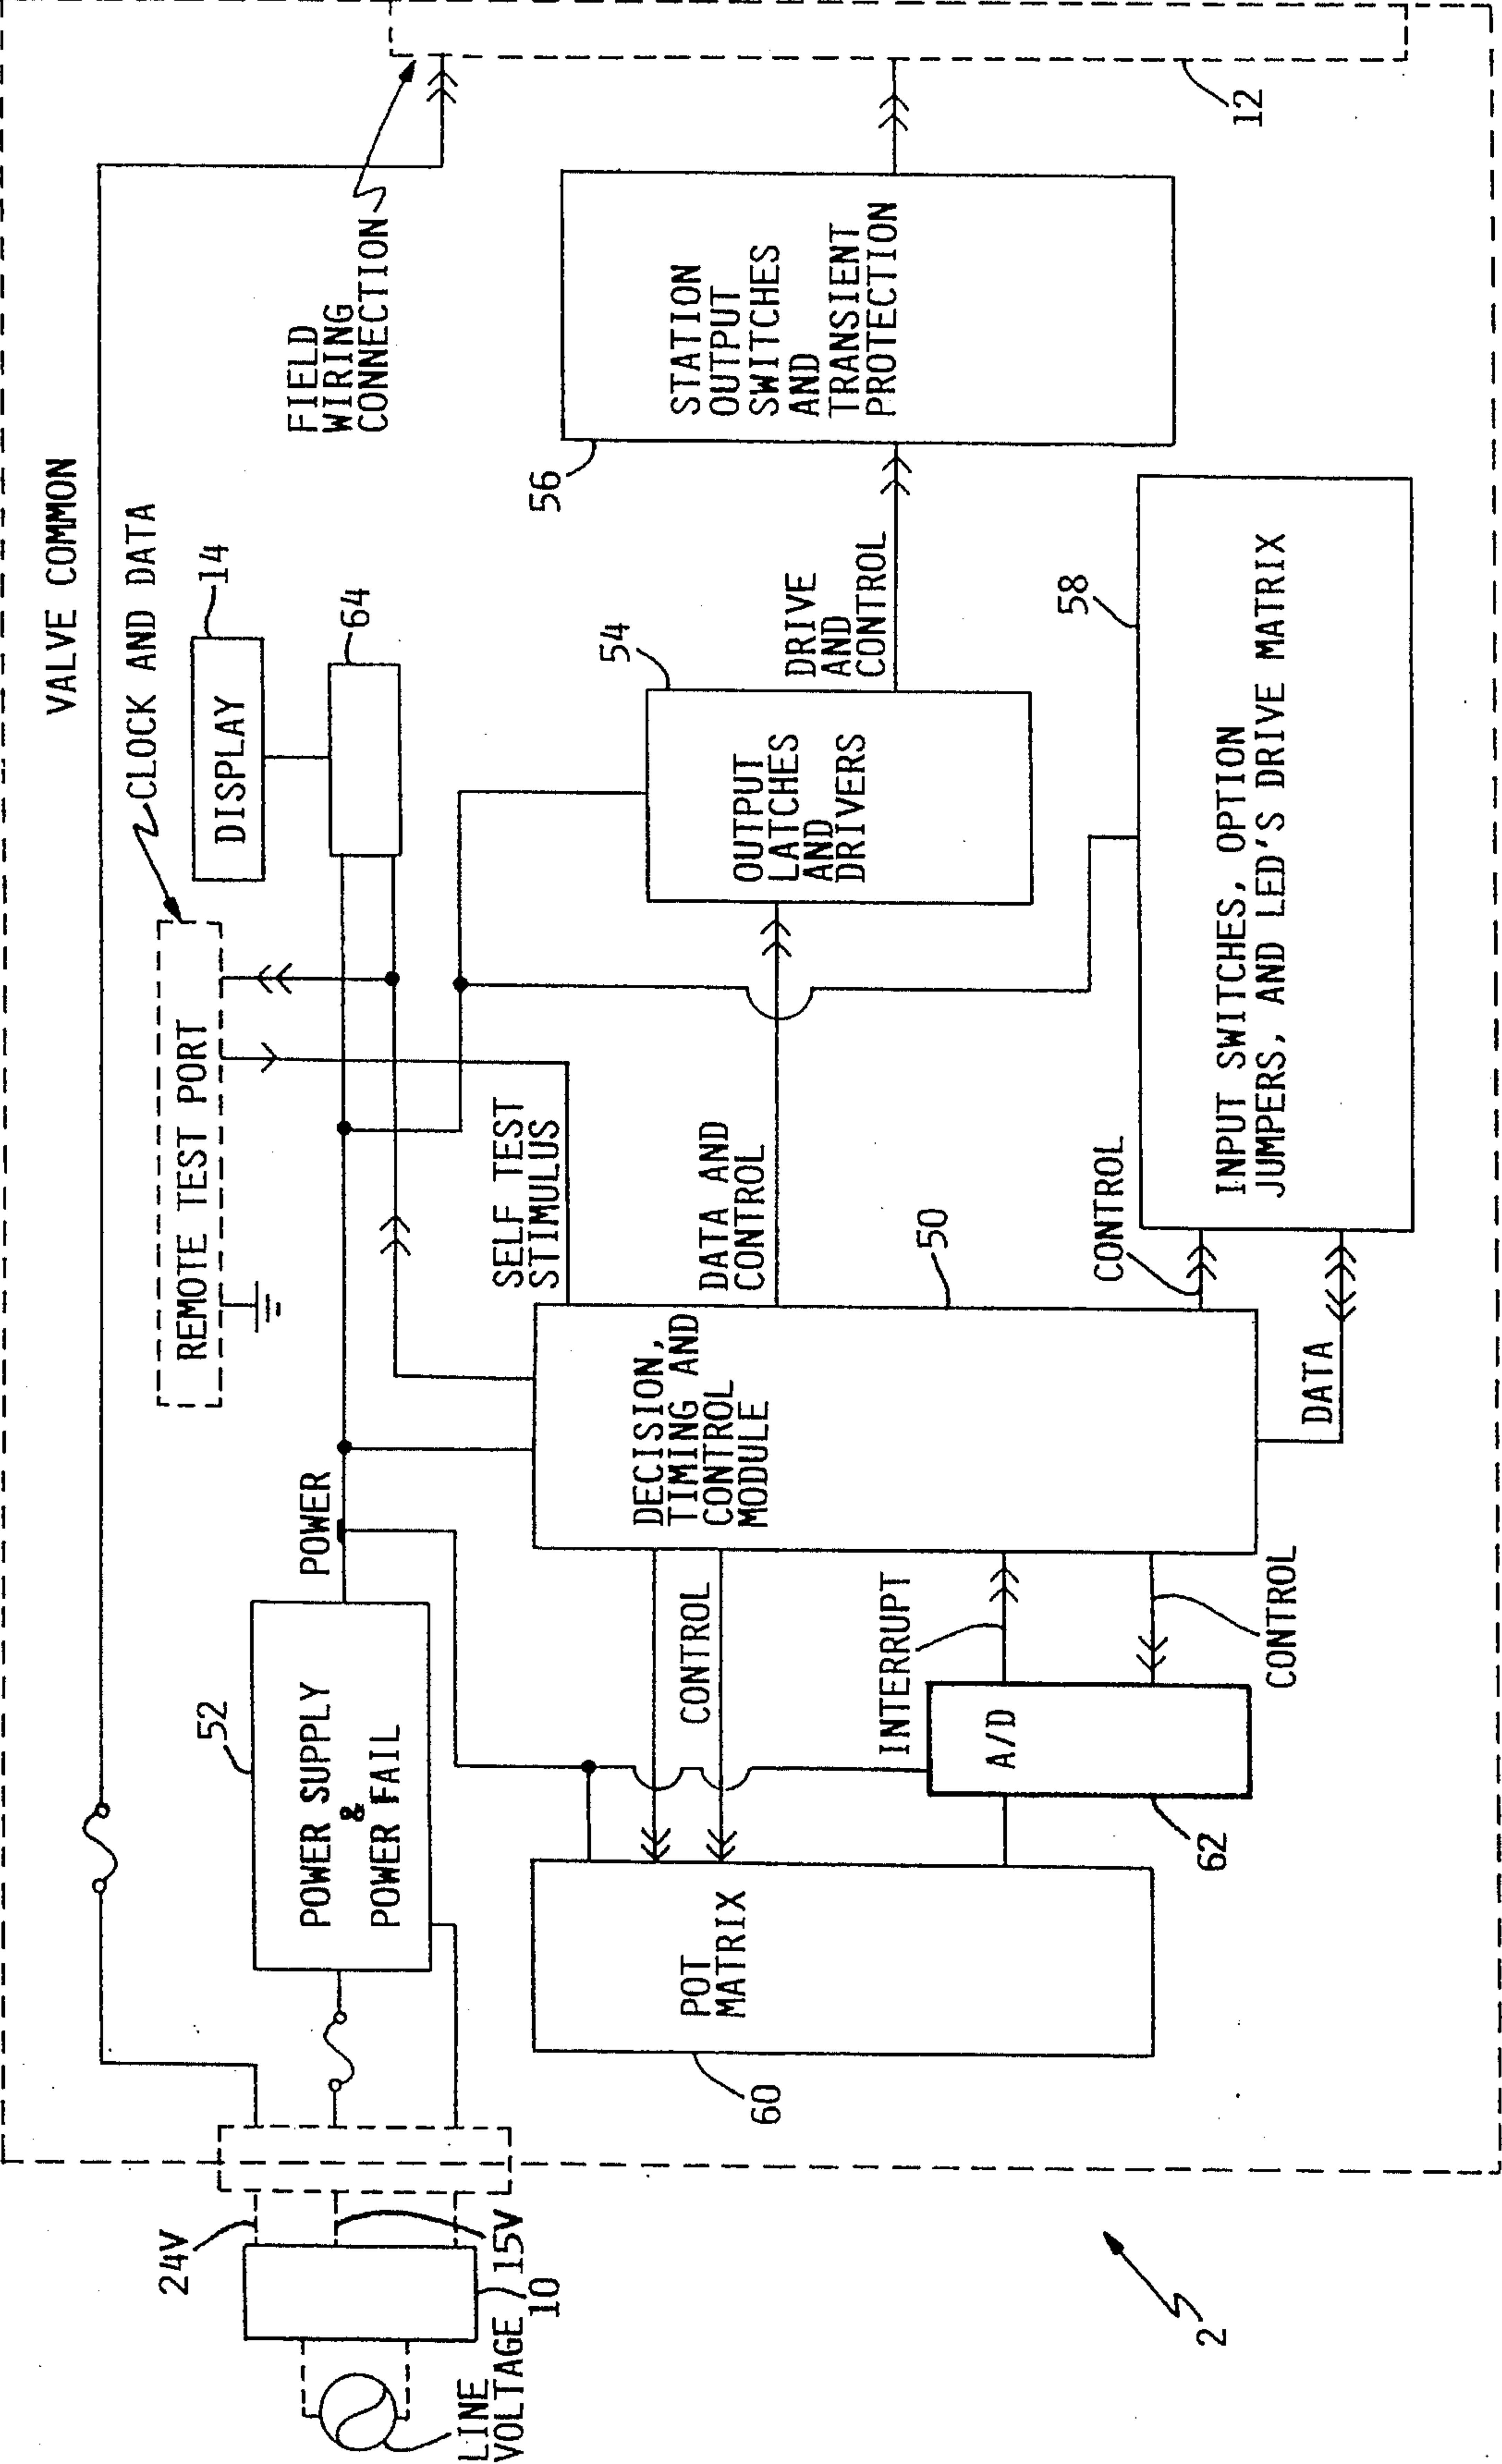 VALVE COMMON
CLOCK AND DATA
14
DISPLAY
64
REMOTE TEST PORT
FIELD
WIRING
CONNECTION
12
POWER
52
POWER SUPPLY
&
POWER FAIL
24V
15V
10
LINE
VOLTAGE
SELF TEST
STIMULUS
DATA AND
CONTROL
54
OUTPUT
LATCHES
AND
DRIVERS
DRIVE
AND
CONTROL
56
STATION
OUTPUT
SWITCHES
AND
TRANSIENT
PROTECTION
50
DECISION,
TIMING AND
CONTROL
MODULE
CONTROL
INTERRUPT
A/D
62
CONTROL
POT
MATRIX
60
CONTROL
DATA
58
INPUT SWITCHES, OPTION
JUMPERS, AND LED'S DRIVE MATRIX
2